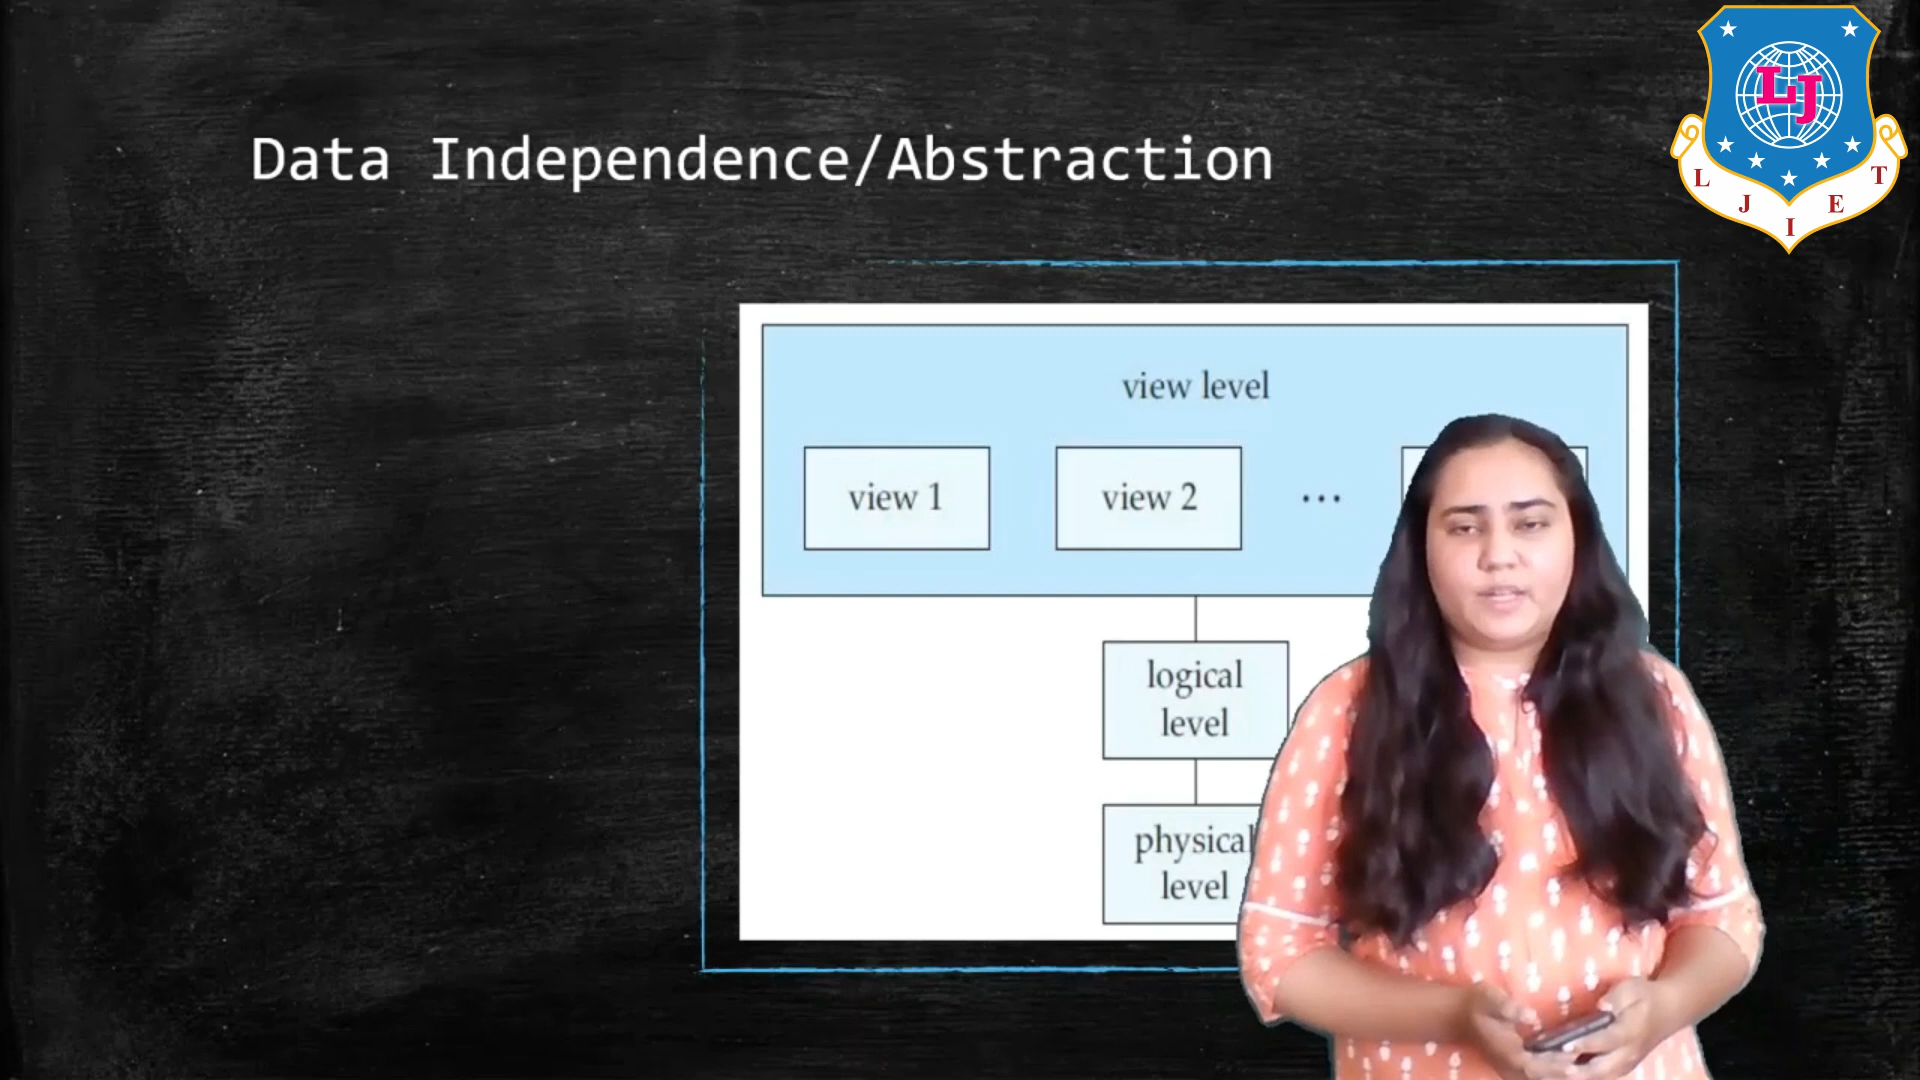 Data Independence/Abstraction
LJ
L J I E T
view level
view 1
view 2
...
logical
level
physical
level